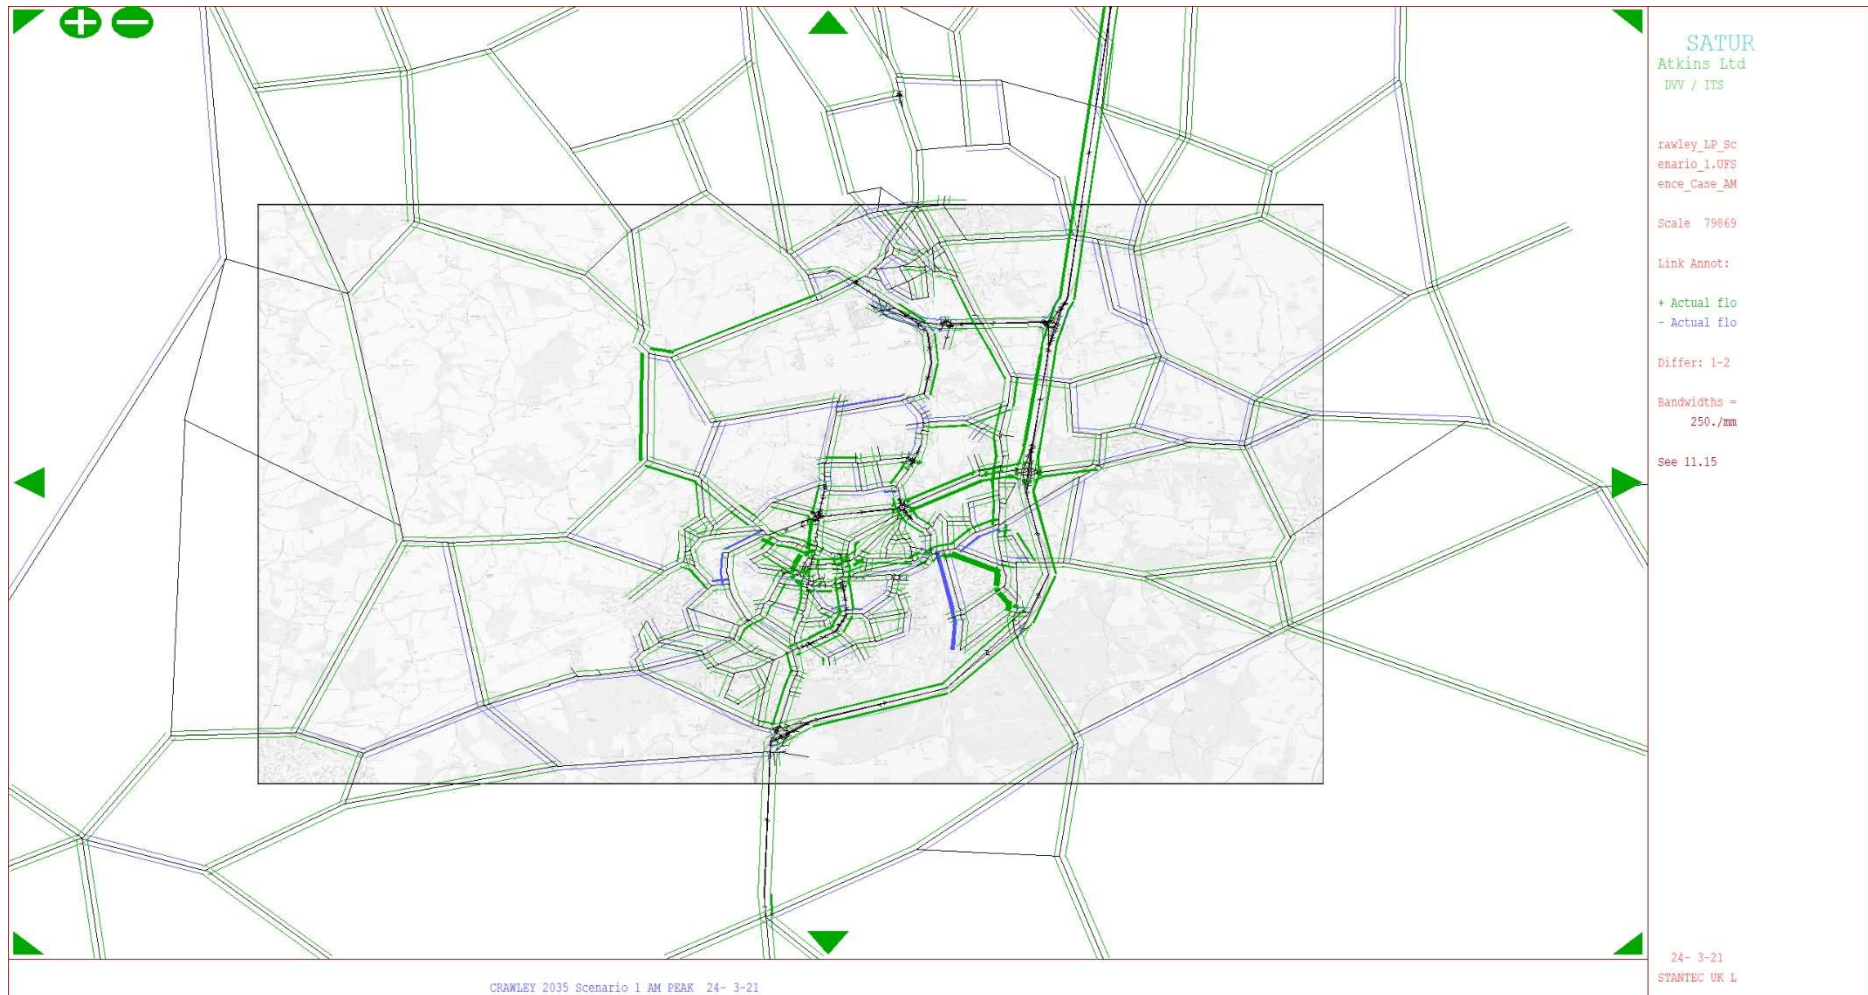 SATUR
Atkins Ltd
DVV / ITS
rawley_LP_Sc
enario_1.UFS
ence_Case_AM
Scale 79869
Link Annot:
+ Actual flo
- Actual flo
Differ: 1-2
Bandwidths =
250./mm
See 11.15
24- 3-21
STANTEC UK L
CRAWLEY 2035 Scenario 1 AM PEAK 24- 3-21